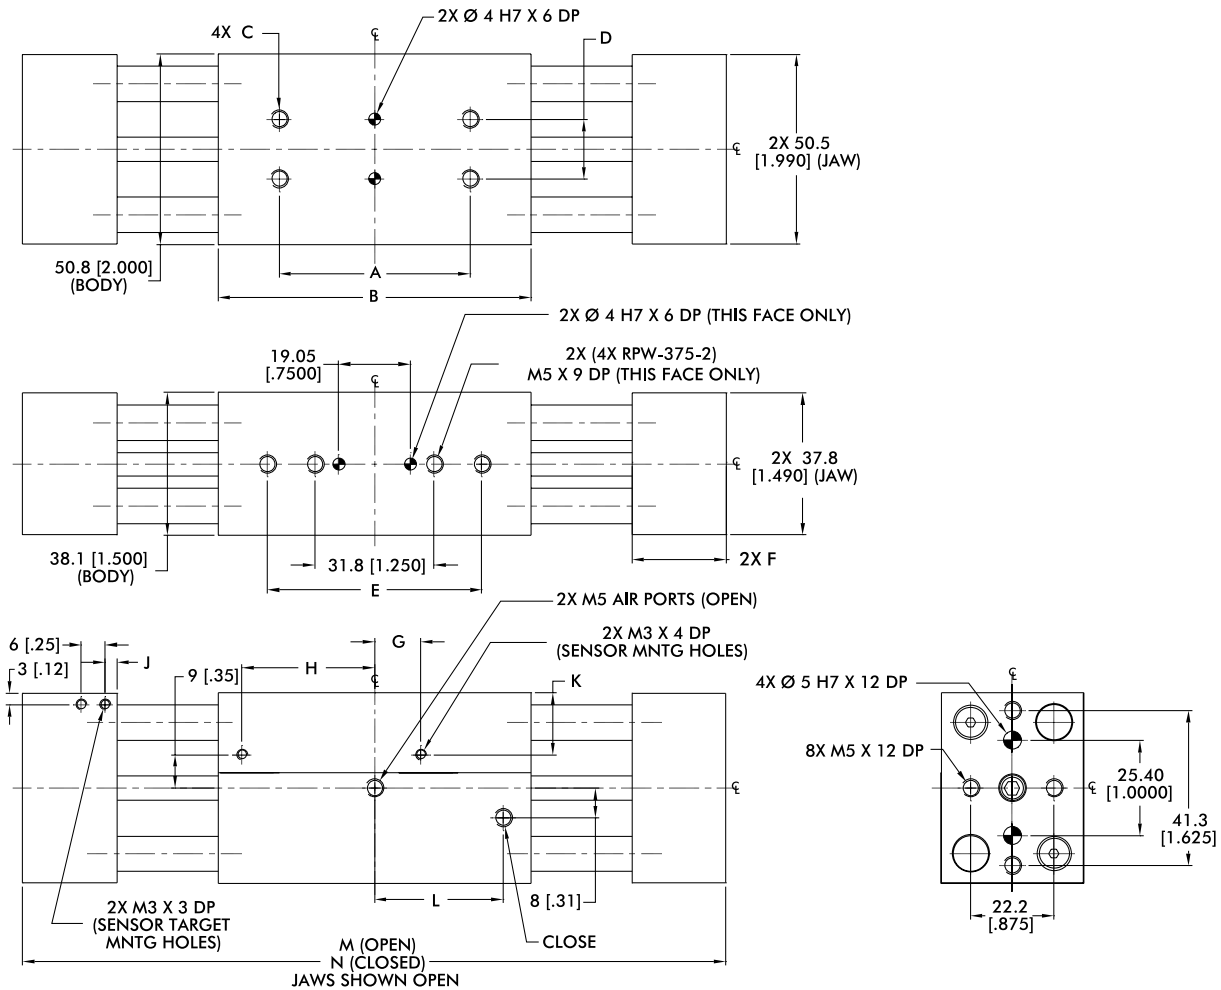 2X Ø 4 H7 X 6 DP
4X C
℄
D
℄
2X 50.5
[1.990] (JAW)
50.8 [2.000]
(BODY)
A
B
2X Ø 4 H7 X 6 DP (THIS FACE ONLY)
19.05
[.7500]
2X (4X RPW-375-2)
M5 X 9 DP (THIS FACE ONLY)
℄
℄
2X 37.8
[1.490] (JAW)
38.1 [1.500]
(BODY)
31.8 [1.250]
E
2X F
2X M5 AIR PORTS (OPEN)
6 [.25]
3 [.12]
J
9 [.35]
H
G
2X M3 X 4 DP
(SENSOR MNTG HOLES)
K
℄
℄
4X Ø 5 H7 X 12 DP
℄
8X M5 X 12 DP
℄
25.40
[1.0000]
41.3
[1.625]
22.2
[.875]
2X M3 X 3 DP
(SENSOR TARGET
MNTG HOLES)
L
8 [.31]
CLOSE
M (OPEN)
N (CLOSED)
JAWS SHOWN OPEN